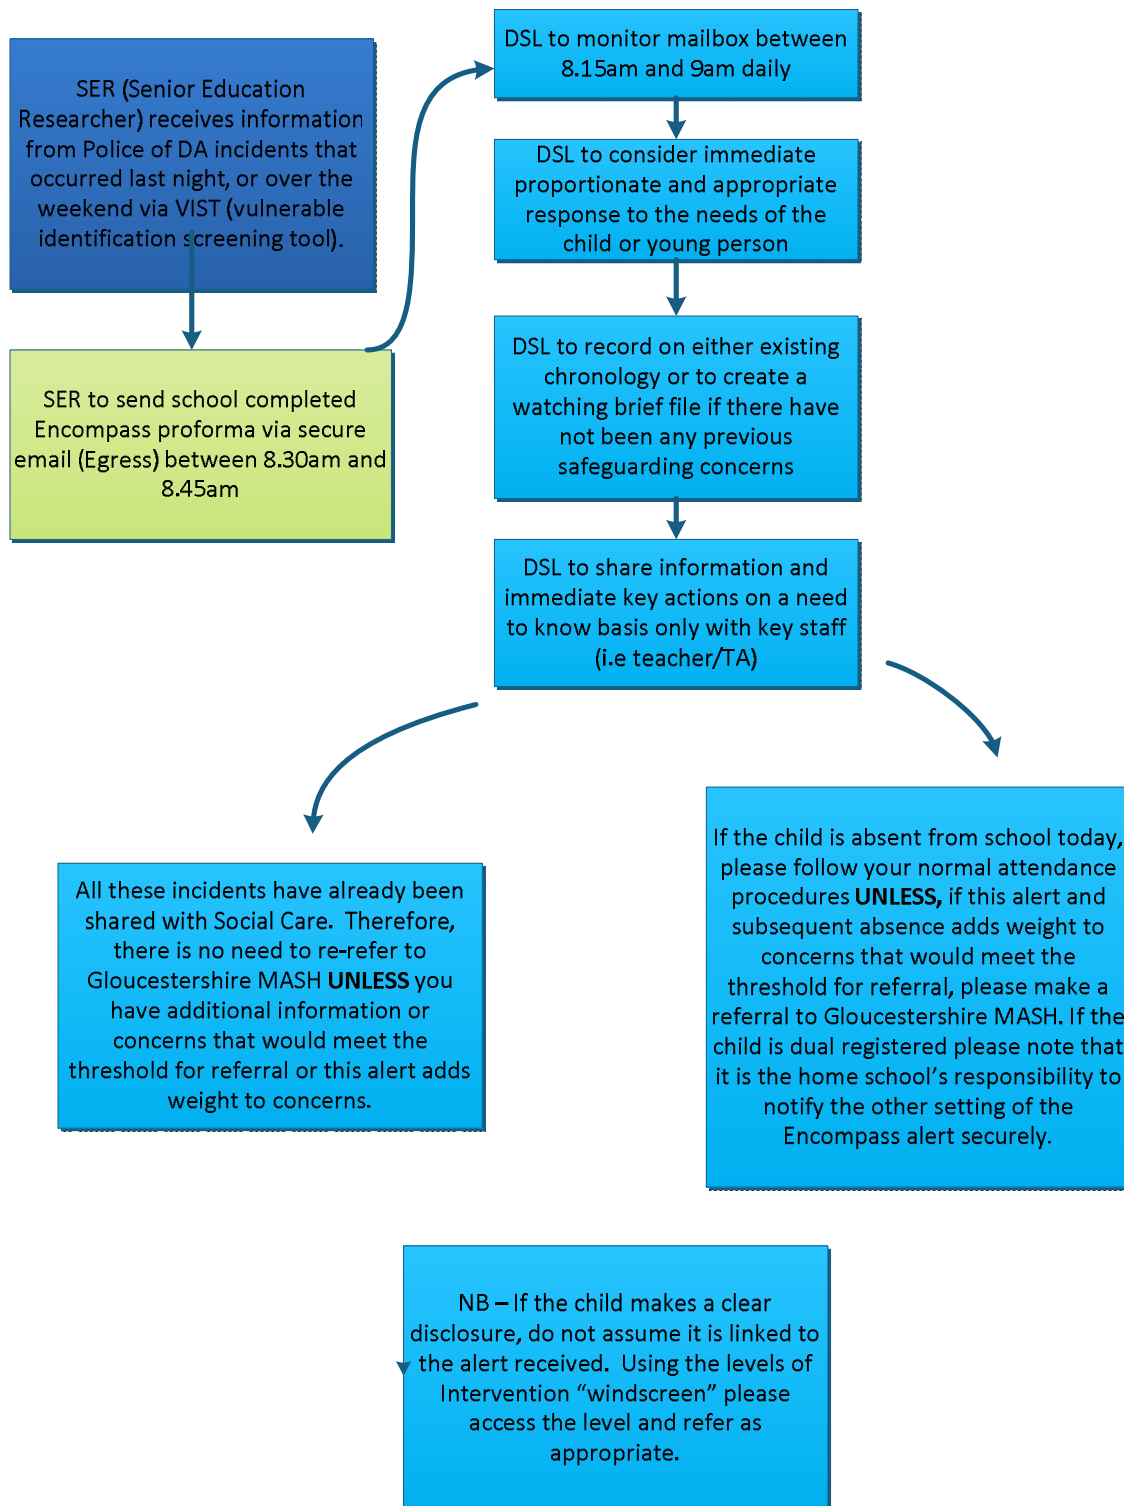 SER (Senior Education
Researcher) receives information
from Police of DA incidents that
occurred last night, or over the
weekend via VIST (vulnerable
identification screening tool).
SER to send school completed
Encompass proforma via secure
email (Egress) between 8.30am and
8.45am
DSL to monitor mailbox between
8.15am and 9am daily
DSL to consider immediate
proportionate and appropriate
response to the needs of the
child or young person
DSL to record on either existing
chronology or to create a
watching brief file if there have
not been any previous
safeguarding concerns
DSL to share information and
immediate key actions on a need
to know basis only with key staff
(i.e teacher/TA)
All these incidents have already been
shared with Social Care.  Therefore,
there is no need to re-refer to
Gloucestershire MASH UNLESS you
have additional information or
concerns that would meet the
threshold for referral or this alert adds
weight to concerns.
If the child is absent from school today,
please follow your normal attendance
procedures UNLESS, if this alert and
subsequent absence adds weight to
concerns that would meet the
threshold for referral, please make a
referral to Gloucestershire MASH. If the
child is dual registered please note that
it is the home school’s responsibility to
notify the other setting of the
Encompass alert securely.
NB – If the child makes a clear
disclosure, do not assume it is linked to
the alert received.  Using the levels of
Intervention “windscreen” please
access the level and refer as
appropriate.